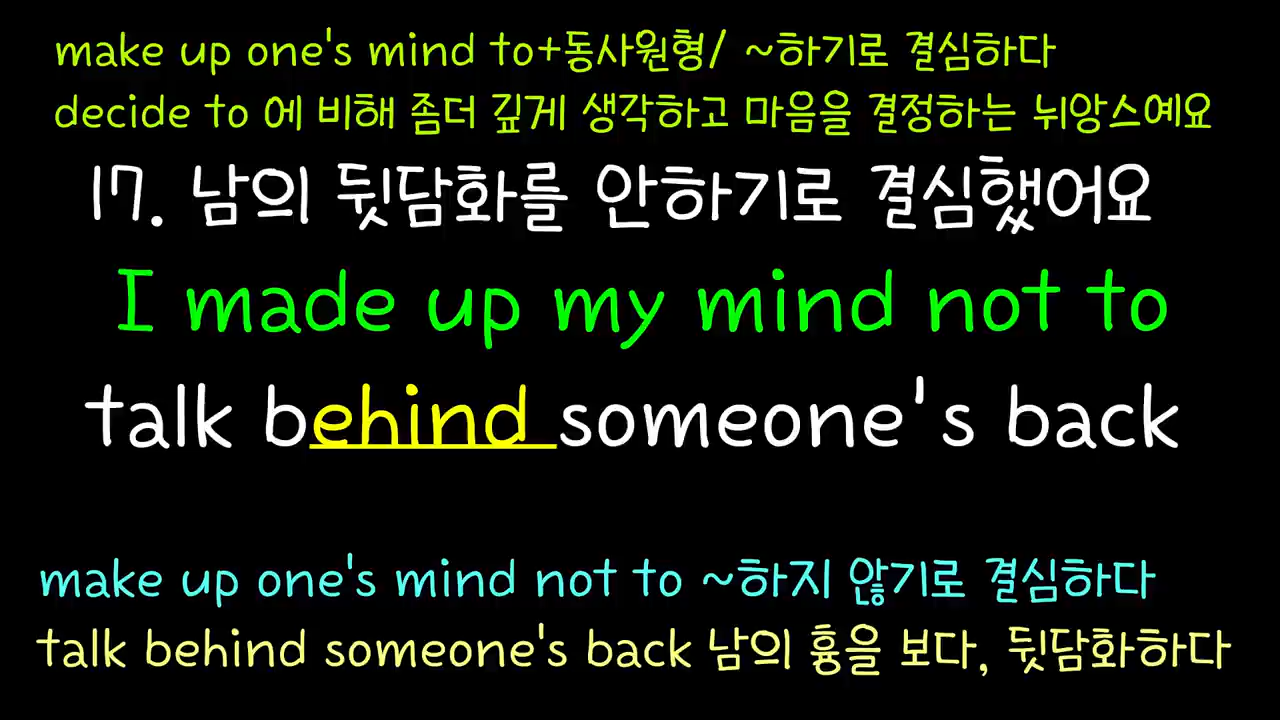 make up one's mind to+동사원형/ ~하기로 결심하다
decide to 에 비해 좀더 깊게 생각하고 마음을 결정하는 뉘앙스예요
17. 남의 뒷담화를 안하기로 결심했어요
I made up my mind not to
talk behind someone's back
make up one's mind not to ~하지 않기로 결심하다
talk behind someone's back 남의 흉을 보다, 뒷담화하다